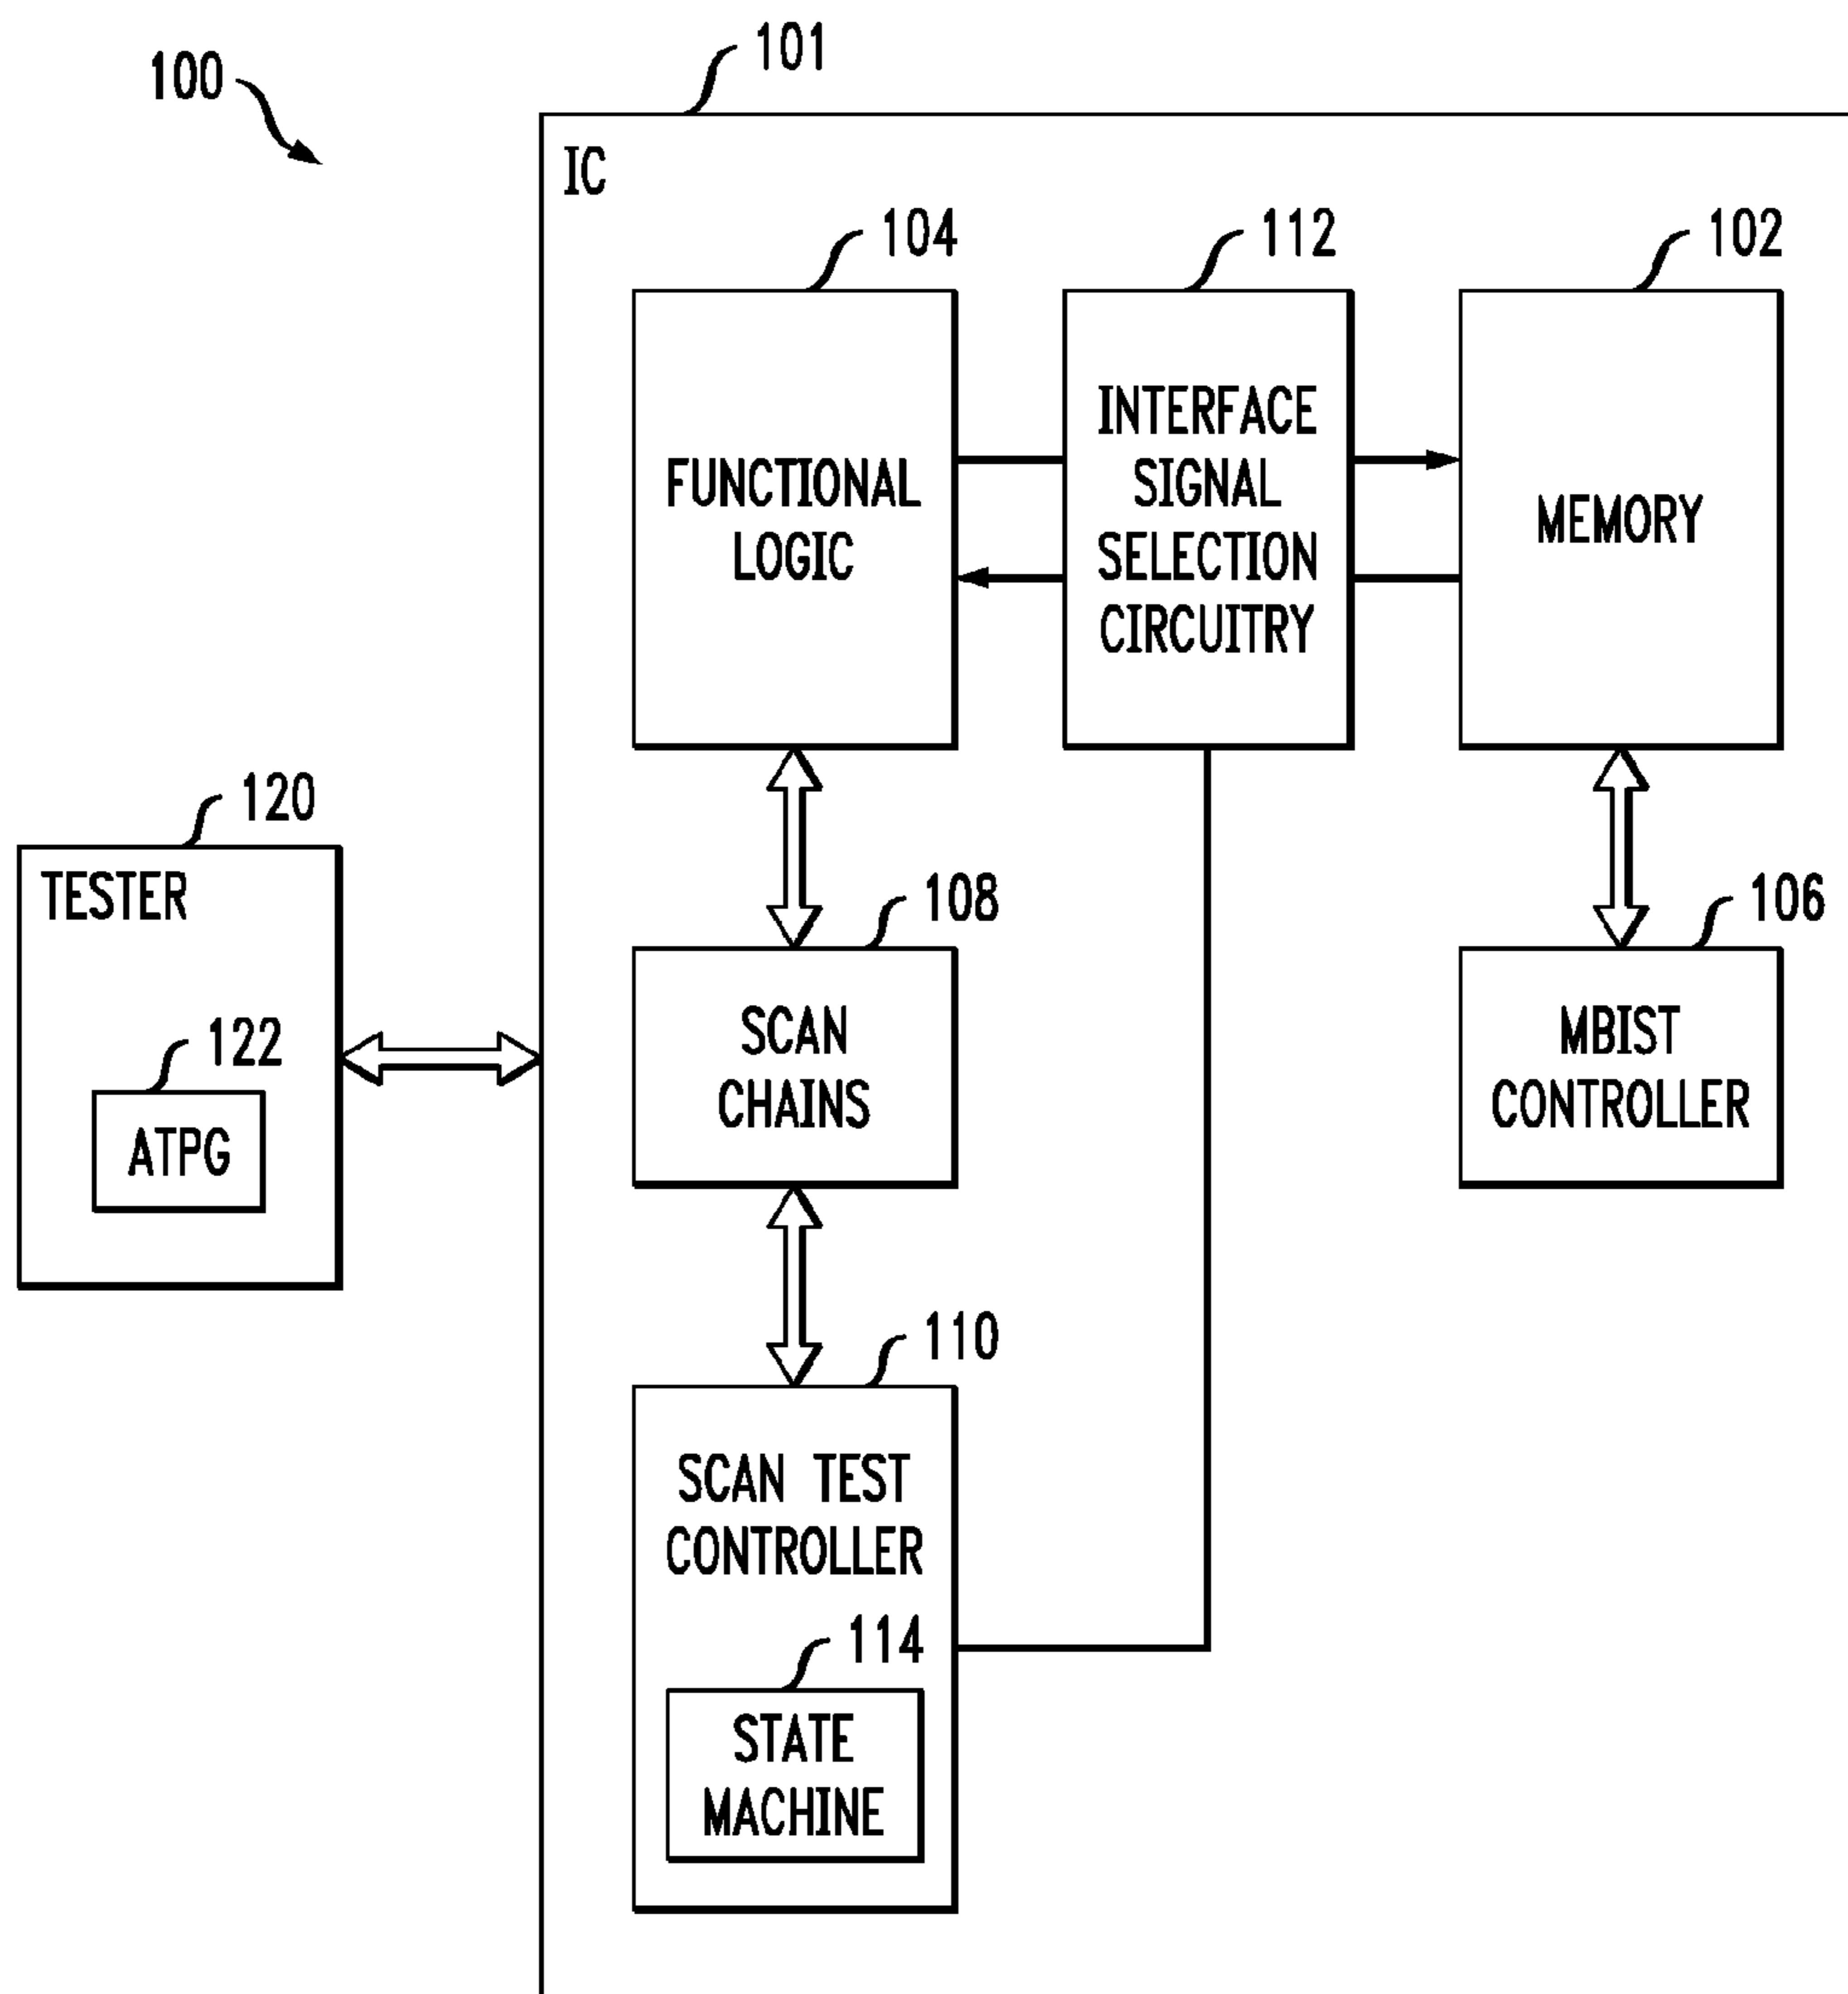 100
101
IC
104
112
102
FUNCTIONAL
LOGIC
INTERFACE
SIGNAL
SELECTION
CIRCUITRY
MEMORY
120
TESTER
122
ATPG
108
SCAN
CHAINS
106
MBIST
CONTROLLER
110
SCAN TEST
CONTROLLER
114
STATE
MACHINE